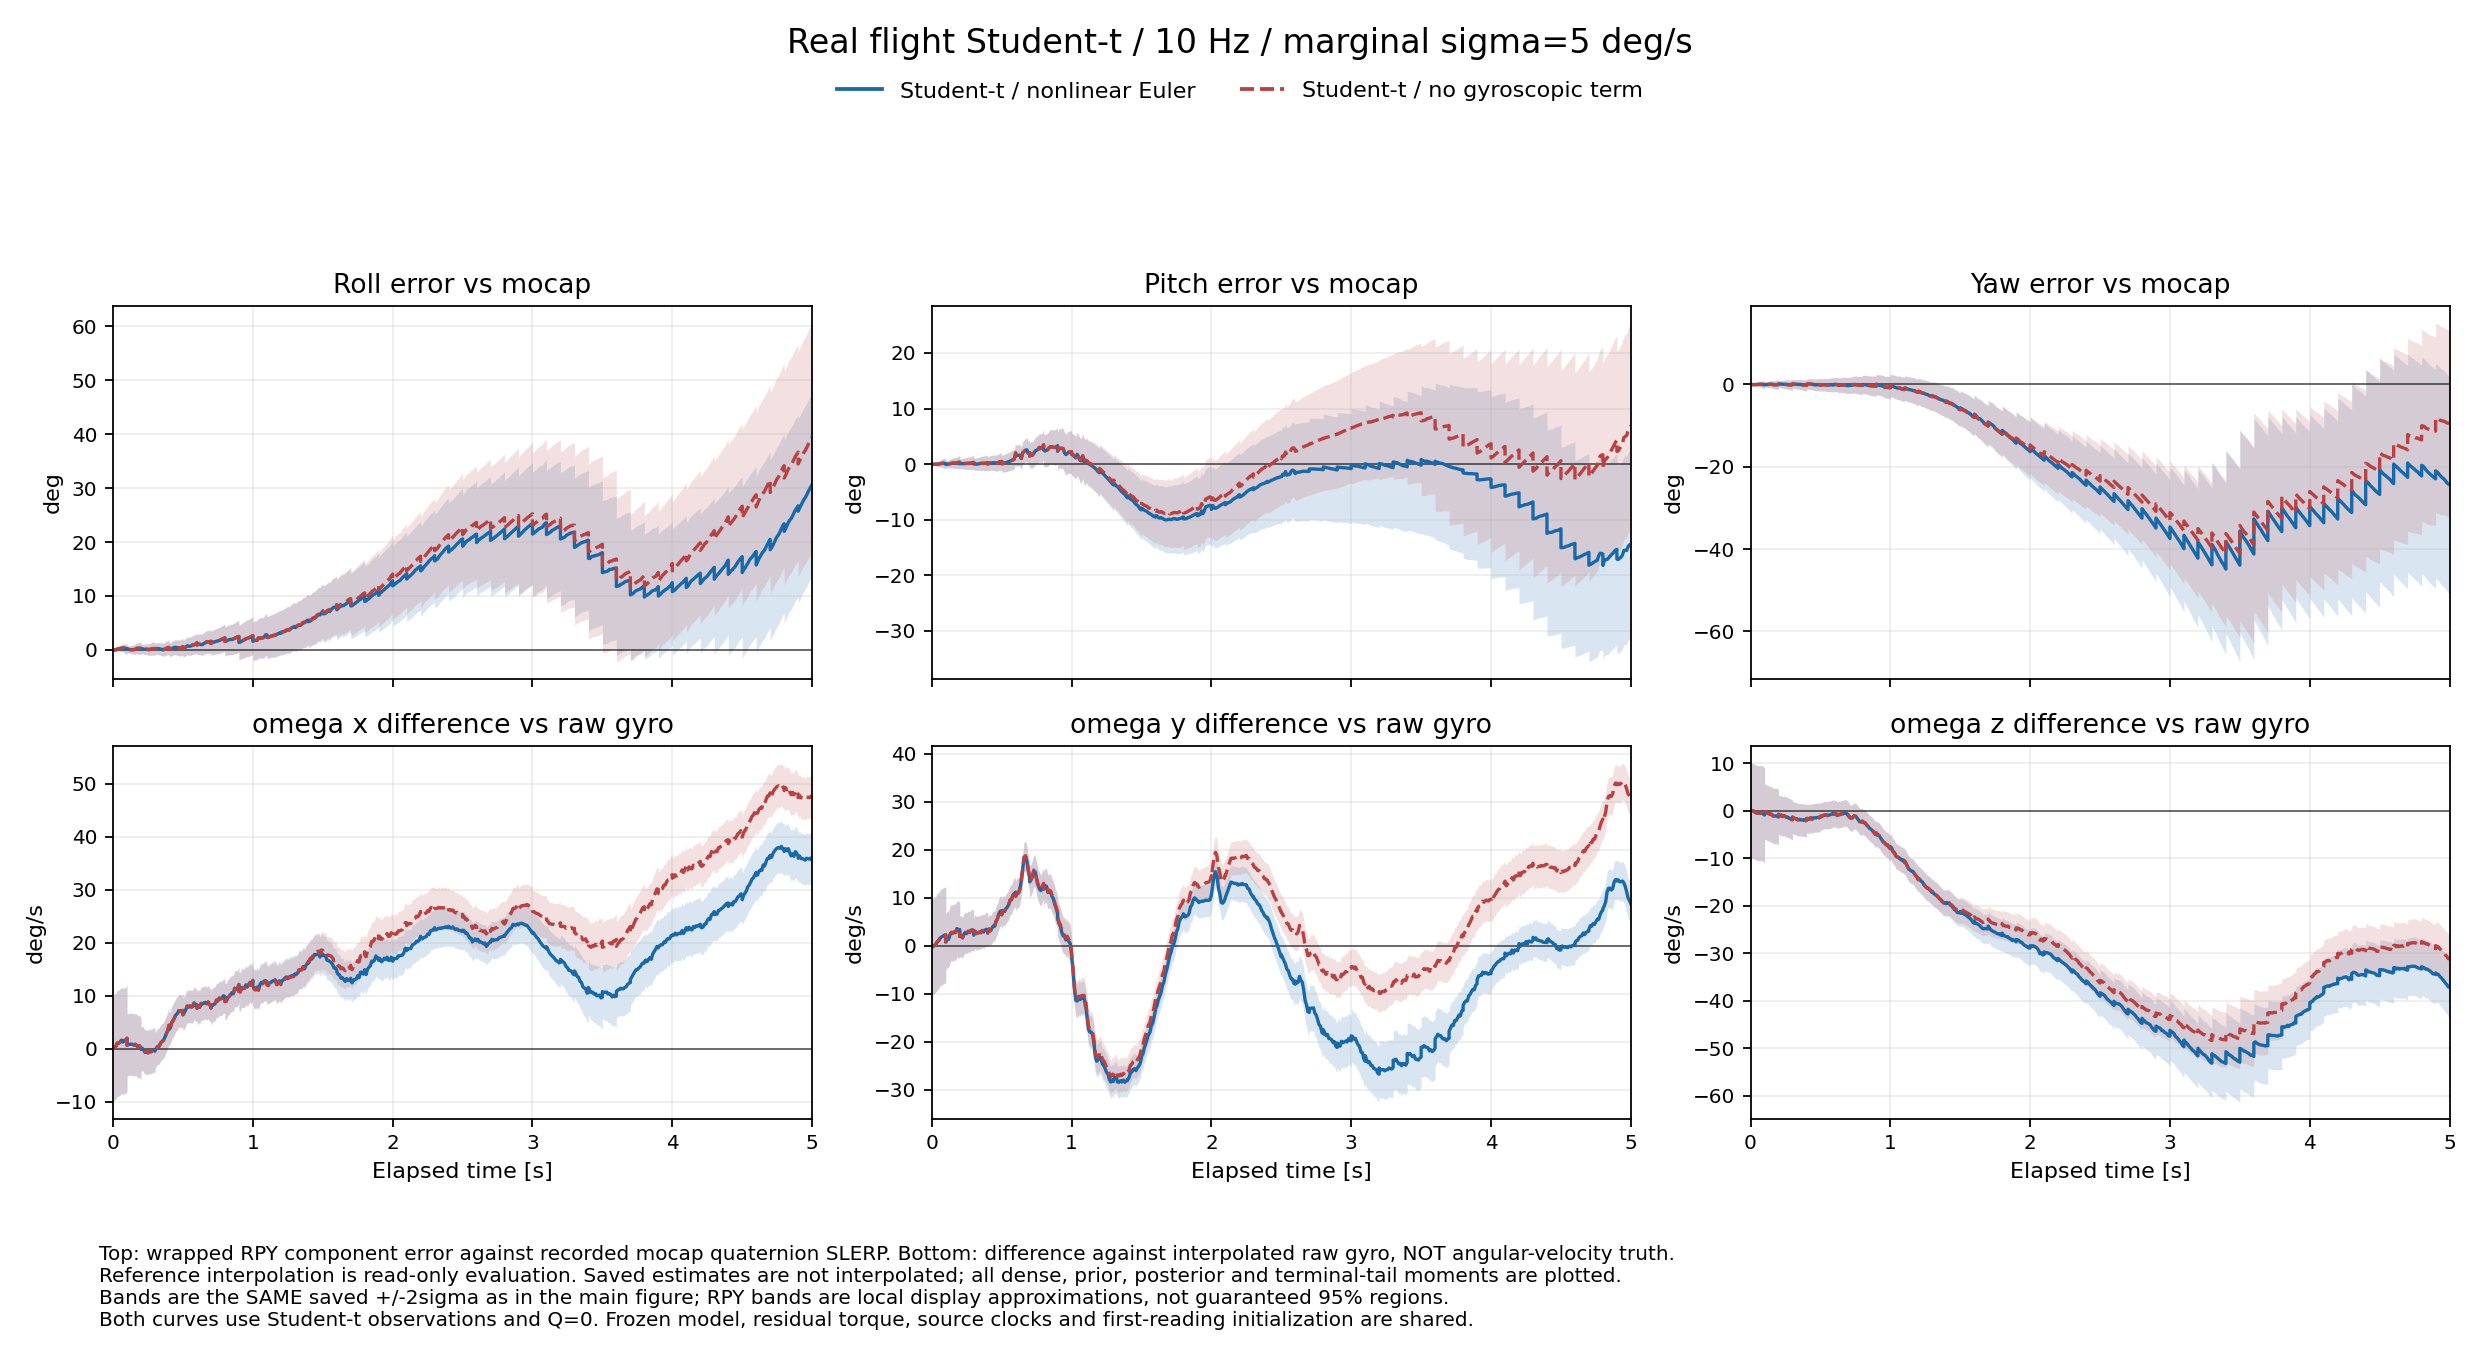 Real flight Student-t / 10 Hz / marginal sigma=5 deg/s
Student-t / nonlinear Euler
Student-t / no gyroscopic term
Roll error vs mocap
60
50
40
30
20
10
0
deg
Pitch error vs mocap
20
10
0
−10
−20
−30
deg
Yaw error vs mocap
0
−20
−40
−60
deg
omega x difference vs raw gyro
50
40
30
20
10
0
−10
deg/s
0 1 2 3 4 5
Elapsed time [s]
omega y difference vs raw gyro
40
30
20
10
0
−10
−20
−30
deg/s
0 1 2 3 4 5
Elapsed time [s]
omega z difference vs raw gyro
10
0
−10
−20
−30
−40
−50
−60
deg/s
0 1 2 3 4 5
Elapsed time [s]
Top: wrapped RPY component error against recorded mocap quaternion SLERP. Bottom: difference against interpolated raw gyro, NOT angular-velocity truth.
Reference interpolation is read-only evaluation. Saved estimates are not interpolated; all dense, prior, posterior and terminal-tail moments are plotted.
Bands are the SAME saved +/-2sigma as in the main figure; RPY bands are local display approximations, not guaranteed 95% regions.
Both curves use Student-t observations and Q=0. Frozen model, residual torque, source clocks and first-reading initialization are shared.